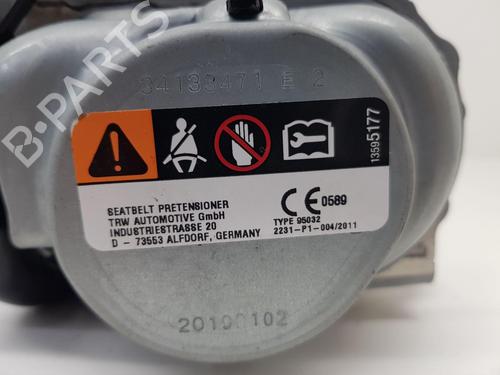 B-PARTS
34133471 E 2
13595177
SEATBELT PRETENSIONER
TRW AUTOMOTIVE GmbH
INDUSTRIESTRASSE 20
D - 73553 ALFDORF, GERMANY
CE 0589
TYPE 95032
2231-P1-004/2011